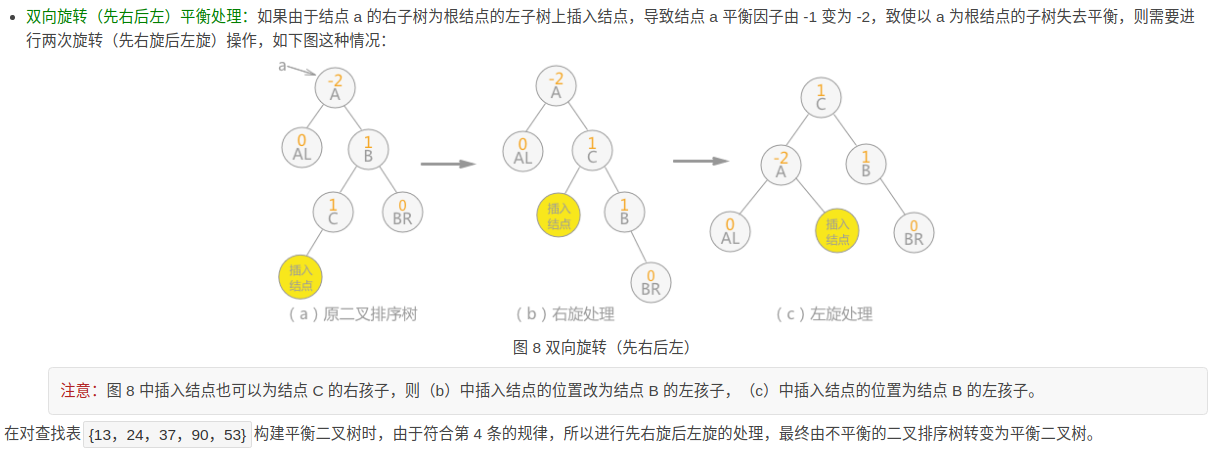 • 双向旋转（先右后左）平衡处理：如果由于结点 a 的右子树为根结点的左子树上插入结点，导致结点 a 平衡因子由 -1 变为 -2，致使以 a 为根结点的子树失去平衡，则需要进
行两次旋转（先右旋后左旋）操作，如下图这种情况：
a
-2
A
0
AL
1
B
1
C
0
BR
插入
结点
（a）原二叉排序树
-2
A
0
AL
1
C
插入
结点
1
B
0
BR
（b）右旋处理
1
C
-2
A
1
B
0
AL
插入
结点
0
BR
（c）左旋处理
图 8 双向旋转（先右后左）
注意：图 8 中插入结点也可以为结点 C 的右孩子，则（b）中插入结点的位置改为结点 B 的左孩子，（c）中插入结点的位置为结点 B 的左孩子。
在对查找表 {13，24，37，90，53} 构建平衡二叉树时，由于符合第 4 条的规律，所以进行先右旋后左旋的处理，最终由不平衡的二叉排序树转变为平衡二叉树。